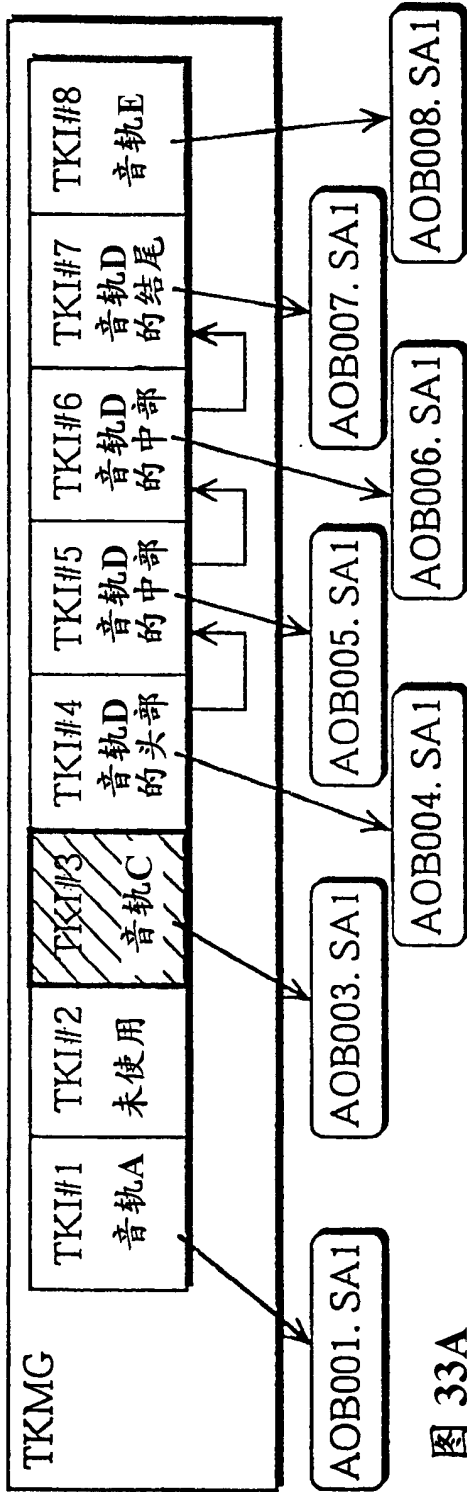 TKMG
TKI#1
音轨A
TKI#2
未使用
TKI#3
音轨C
TKI#4
音轨D
的头部
TKI#5
音轨D
的中部
TKI#6
音轨D
的中部
TKI#7
音轨D
的结尾
TKI#8
音轨E
AOB001.SA1
AOB003.SA1
AOB004.SA1
AOB005.SA1
AOB006.SA1
AOB007.SA1
AOB008.SA1
图 33A